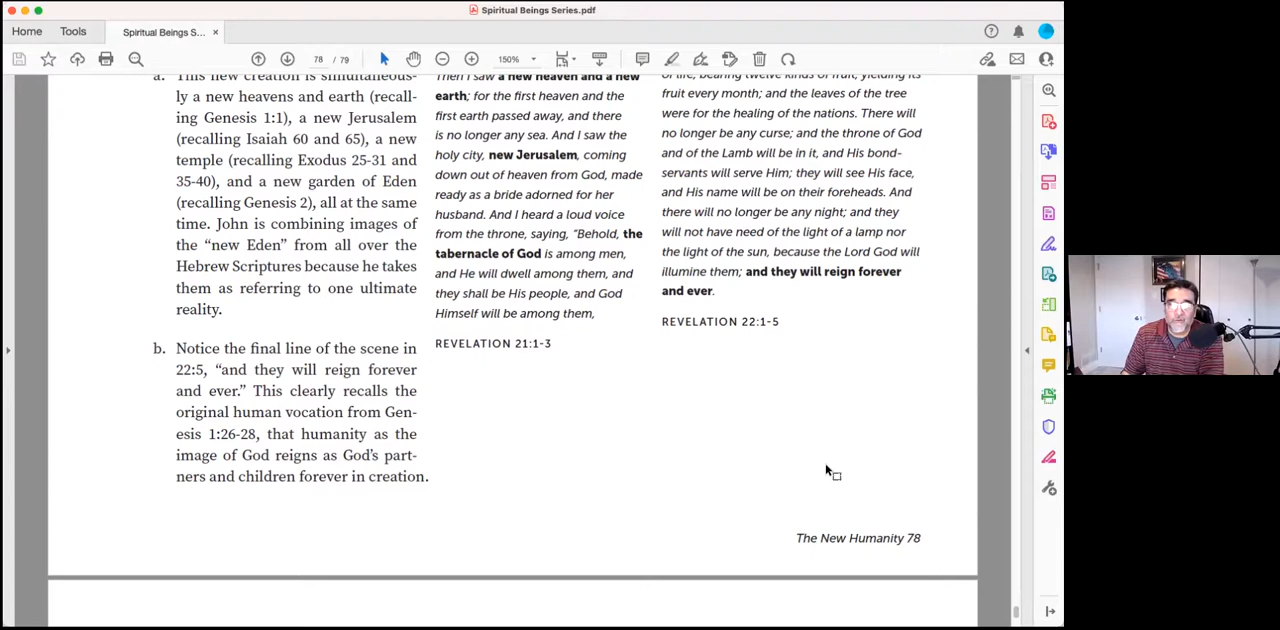 Spiritual Beings Series.pdf
Home
Tools
Spiritual Beings S... ×
78 / 79
150%
a. This new creation is simultaneous-
ly a new heavens and earth (recall-
ing Genesis 1:1), a new Jerusalem
(recalling Isaiah 60 and 65), a new
temple (recalling Exodus 25-31 and
35-40), and a new garden of Eden
(recalling Genesis 2), all at the same
time. John is combining images of
the “new Eden” from all over the
Hebrew Scriptures because he takes
them as referring to one ultimate
reality.
b. Notice the final line of the scene in
22:5, “and they will reign forever
and ever.” This clearly recalls the
original human vocation from Gen-
esis 1:26-28, that humanity as the
image of God reigns as God’s part-
ners and children forever in creation.
Then I saw a new heaven and a new
earth; for the first heaven and the
first earth passed away, and there
is no longer any sea. And I saw the
holy city, new Jerusalem, coming
down out of heaven from God, made
ready as a bride adorned for her
husband. And I heard a loud voice
from the throne, saying, “Behold, the
tabernacle of God is among men,
and He will dwell among them, and
they shall be His people, and God
Himself will be among them,
REVELATION 21:1-3
of life, bearing twelve kinds of fruit, yielding its
fruit every month; and the leaves of the tree
were for the healing of the nations. There will
no longer be any curse; and the throne of God
and of the Lamb will be in it, and His bond-
servants will serve Him; they will see His face,
and His name will be on their foreheads. And
there will no longer be any night; and they
will not have need of the light of a lamp nor
the light of the sun, because the Lord God will
illumine them; and they will reign forever
and ever.
REVELATION 22:1-5
The New Humanity 78